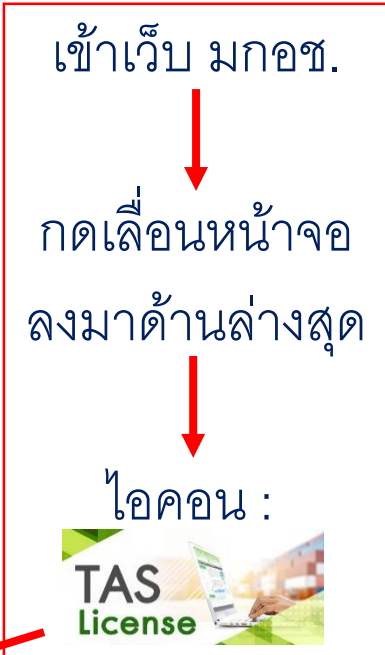 เข้าเว็บ มกอช.
กดเลื่อนหน้าจอ
ลงมาด้านล่างสุด
ไอคอน :
TAS
License